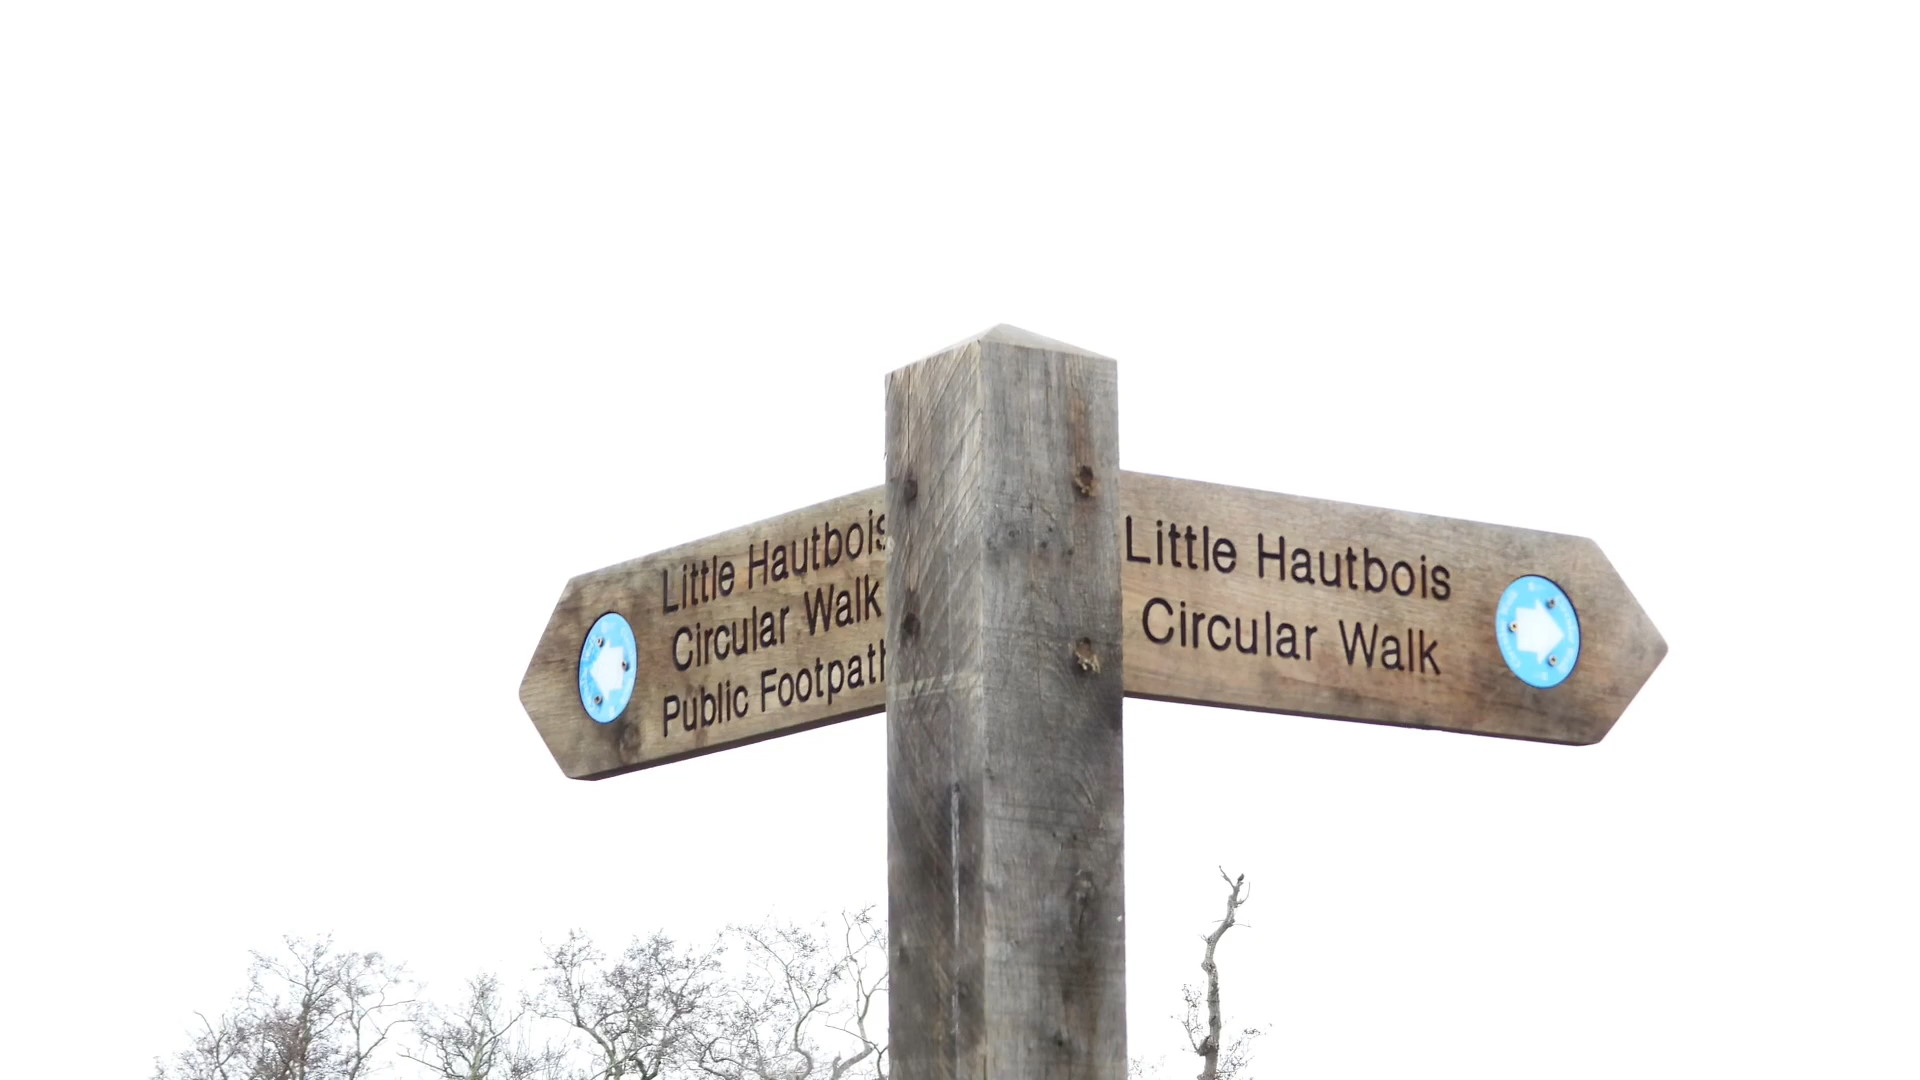 Little Hautbois
Circular Walk
Public Footpath
Little Hautbois
Circular Walk